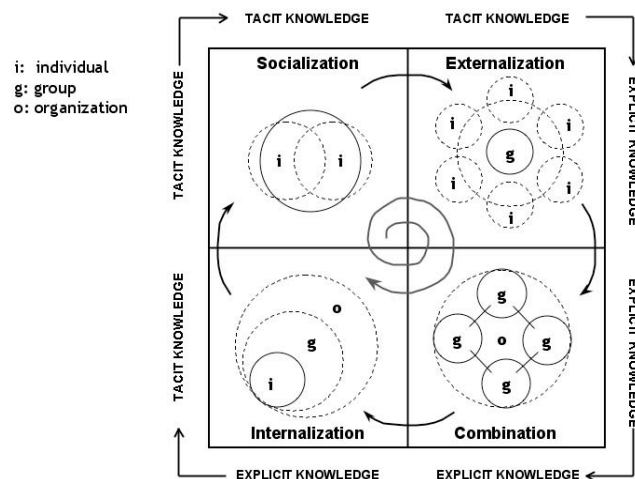 TACIT KNOWLEDGE
TACIT KNOWLEDGE
i: individual
g: group
o: organization
TACIT KNOWLEDGE
EXPLICIT KNOWLEDGE
Socialization
Externalization
i
i
i
i
i
g
i
i
i
TACIT KNOWLEDGE
EXPLICIT KNOWLEDGE
o
g
i
g
g
o
g
g
Internalization
Combination
EXPLICIT KNOWLEDGE
EXPLICIT KNOWLEDGE